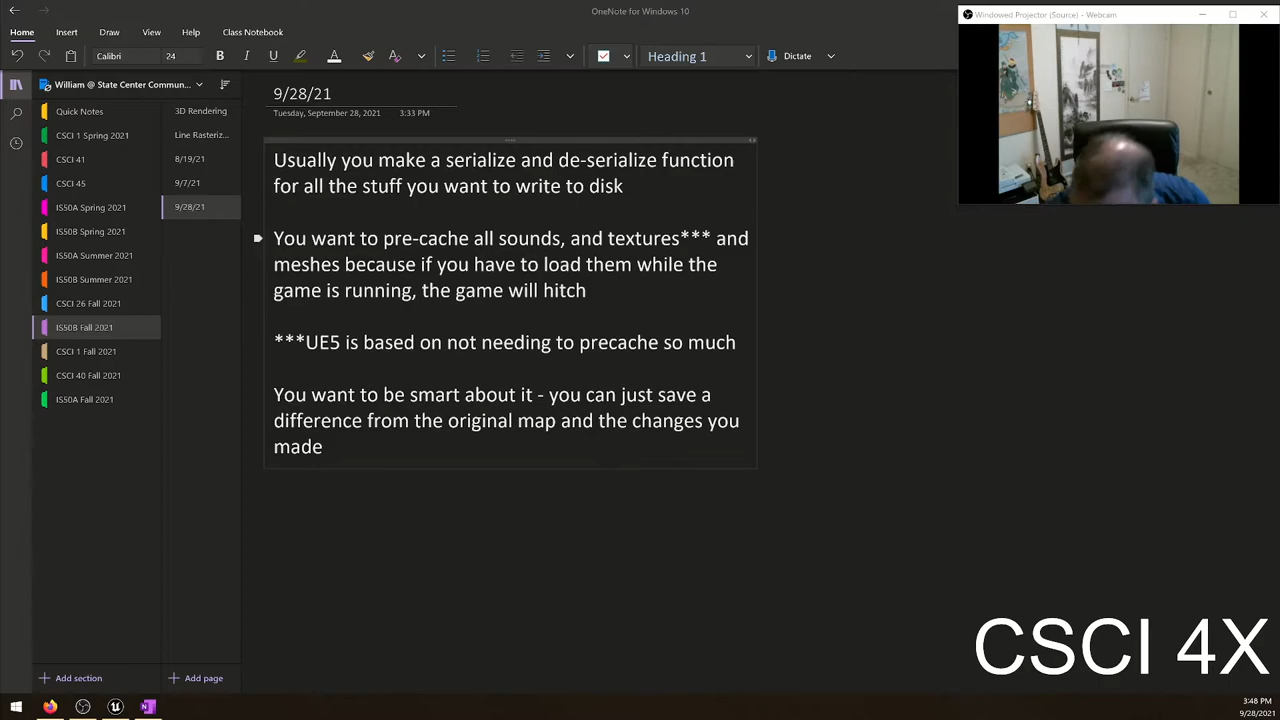 OneNote for Windows 10
Windowed Projector (Source) - Webcam
Home
Insert
Draw
View
Help
Class Notebook
Calibri
24
B
I
U
A
Heading 1
Dictate
William @ State Center Commun...
Quick Notes
CSCI 1 Spring 2021
CSCI 41
CSCI 45
IS50A Spring 2021
IS50B Spring 2021
IS50A Summer 2021
IS50B Summer 2021
CSCI 26 Fall 2021
IS50B Fall 2021
CSCI 1 Fall 2021
CSCI 40 Fall 2021
IS50A Fall 2021
Add section
3D Rendering
Line Rasteriz...
8/19/21
9/7/21
9/28/21
Add page
9/28/21
Tuesday, September 28, 2021 3:33 PM
Usually you make a serialize and de-serialize function
for all the stuff you want to write to disk
You want to pre-cache all sounds, and textures*** and
meshes because if you have to load them while the
game is running, the game will hitch
***UE5 is based on not needing to precache so much
You want to be smart about it - you can just save a
difference from the original map and the changes you
made
CSCI 4X
3:48 PM
9/28/2021